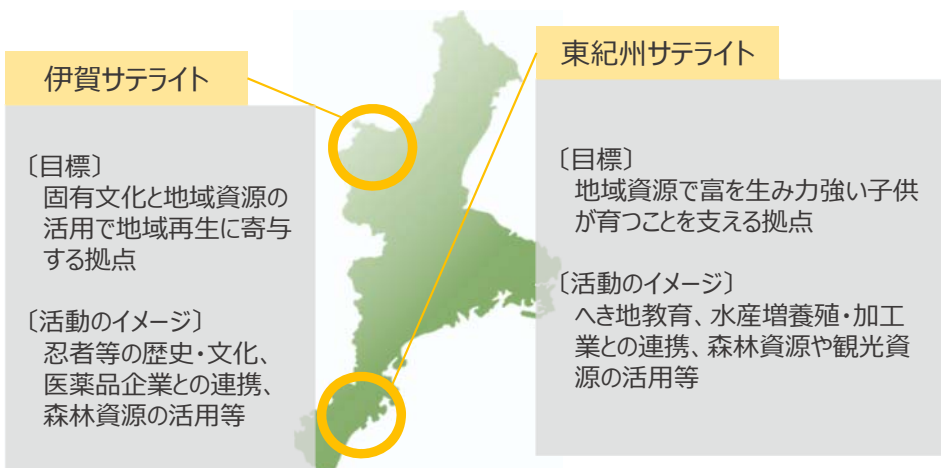 伊賀サテライト
〔目標〕
固有文化と地域資源の
活用で地域再生に寄与
する拠点
〔活動のイメージ〕
忍者等の歴史・文化、
医薬品企業との連携、
森林資源の活用等
東紀州サテライト
〔目標〕
地域資源で富を生み力強い子供
が育つことを支える拠点
〔活動のイメージ〕
へき地教育、水産増養殖・加工
業との連携、森林資源や観光資
源の活用等